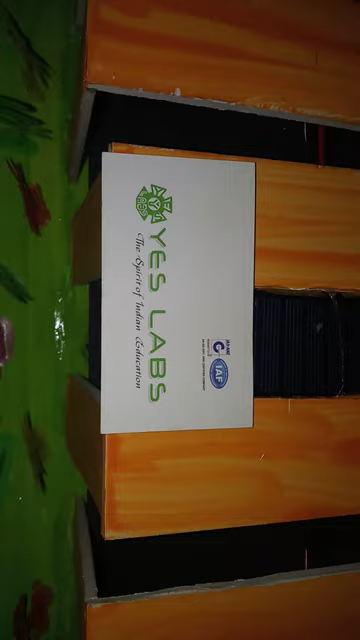 YES LABS
The Spirit of Indian Education
IAF